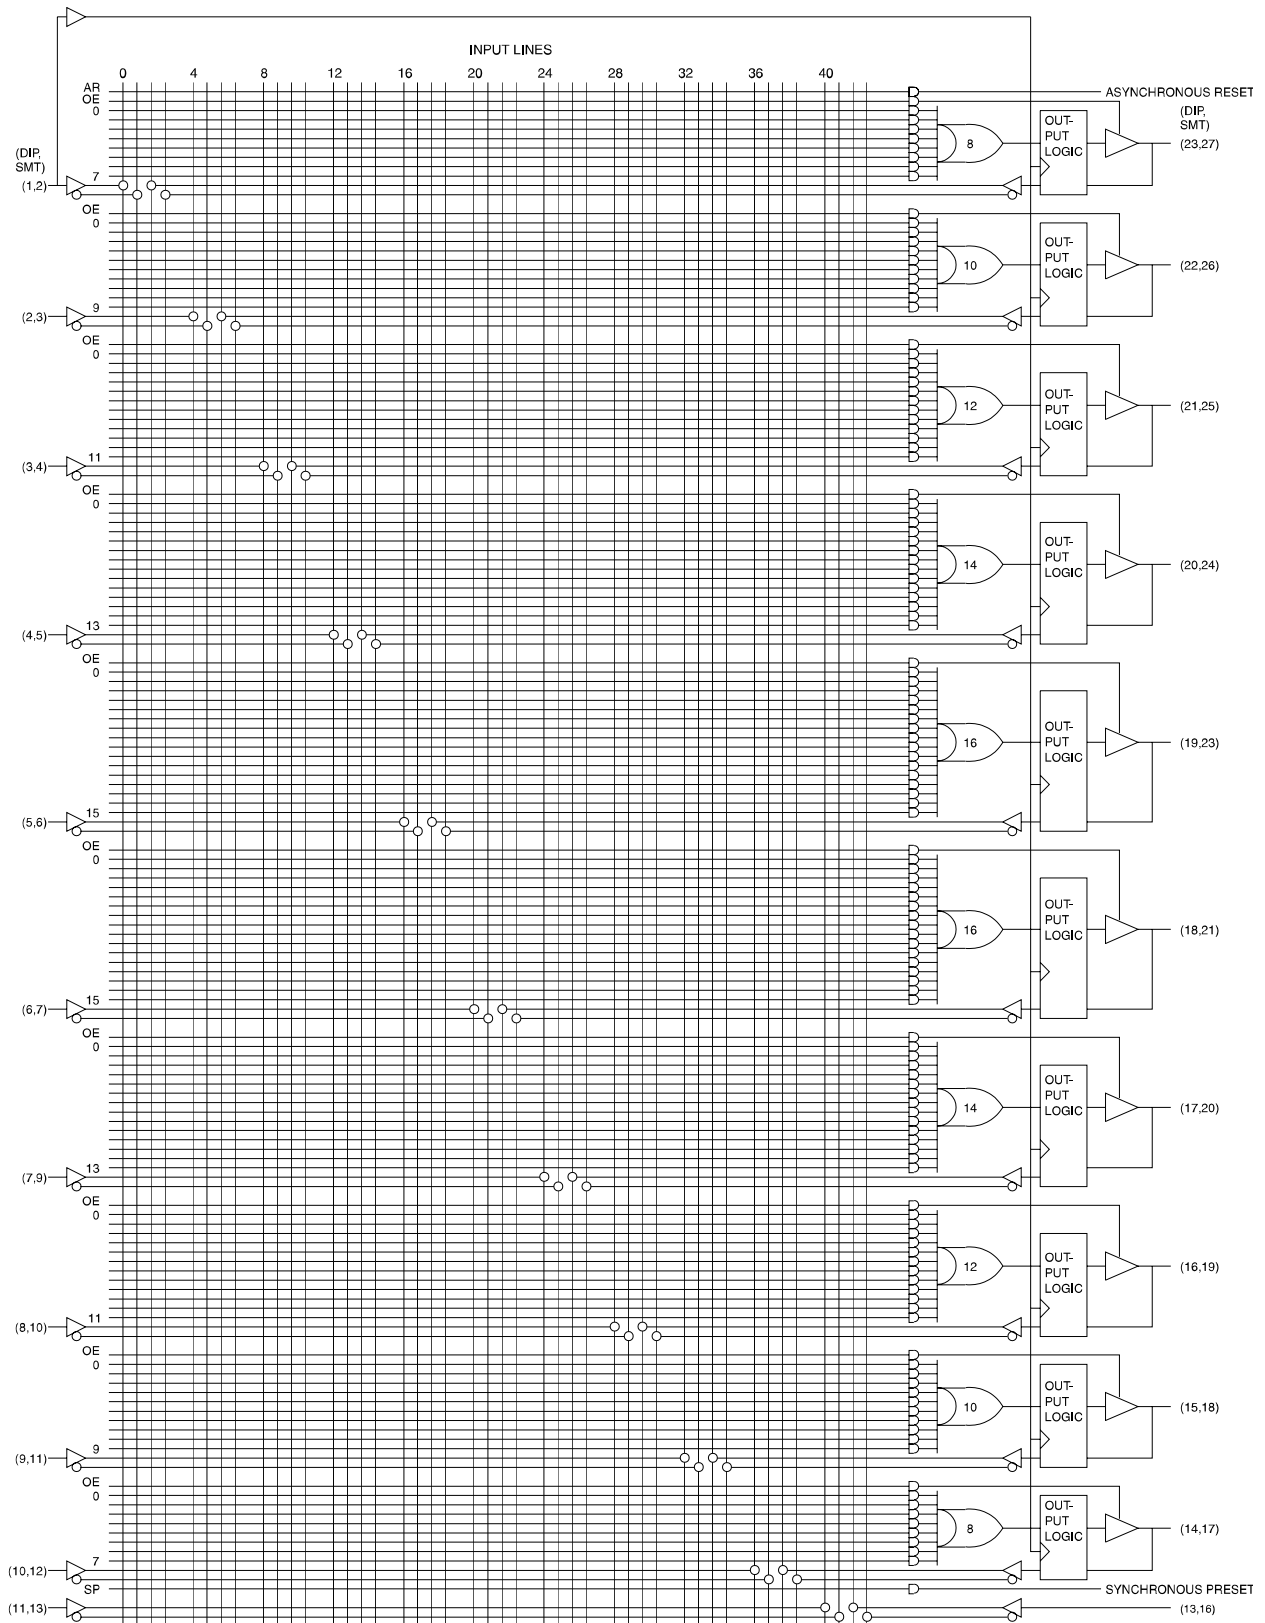 INPUT LINES
0 4 8 12 16 20 24 28 32 36 40
AR
OE
0
ASYNCHRONOUS RESET
(DIP,
SMT)
(DIP,
SMT)
OUT-
PUT
LOGIC
8
(23,27)
7
(1,2)
OE
0
OUT-
PUT
LOGIC
10
(22,26)
9
(2,3)
OE
0
OUT-
PUT
LOGIC
12
(21,25)
11
(3,4)
OE
0
OUT-
PUT
LOGIC
14
(20,24)
13
(4,5)
OE
0
OUT-
PUT
LOGIC
16
(19,23)
15
(5,6)
OE
0
OUT-
PUT
LOGIC
16
(18,21)
15
(6,7)
OE
0
OUT-
PUT
LOGIC
14
(17,20)
13
(7,9)
OE
0
OUT-
PUT
LOGIC
12
(16,19)
11
(8,10)
OE
0
OUT-
PUT
LOGIC
10
(15,18)
9
(9,11)
OE
0
OUT-
PUT
LOGIC
8
(14,17)
7
(10,12)
SP
SYNCHRONOUS PRESET
(11,13)
(13,16)